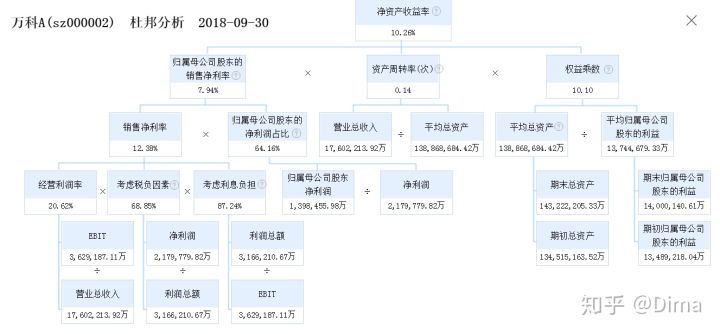 万科A(sz000002) 杜邦分析 2018-09-30
净资产收益率
10.26%
归属母公司股东的
销售净利率
7.94%
×
资产周转率(次)
0.14
×
权益乘数
10.10
销售净利率
12.38%
×
归属母公司股东的
净利润占比
64.16%
营业总收入
17,602,213.92万
÷
平均总资产
138,868,684.42万
平均总资产
138,868,684.42万
÷
平均归属母公司
股东的利益
13,744,679.33万
经营利润率
20.62%
×
考虑税负因素
68.85%
×
考虑利息负担
87.24%
归属母公司股东
净利润
1,398,455.98万
÷
净利润
2,179,779.82万
期末总资产
143,222,205.33万
期末归属母公司
股东的利益
14,000,140.61万
EBIT
3,629,187.11万
÷
营业总收入
17,602,213.92万
净利润
2,179,779.82万
÷
利润总额
3,166,210.67万
利润总额
3,166,210.67万
÷
EBIT
3,629,187.11万
期初总资产
134,515,163.52万
期初归属母公司
股东的利益
13,489,218.04万
知乎 @Dima